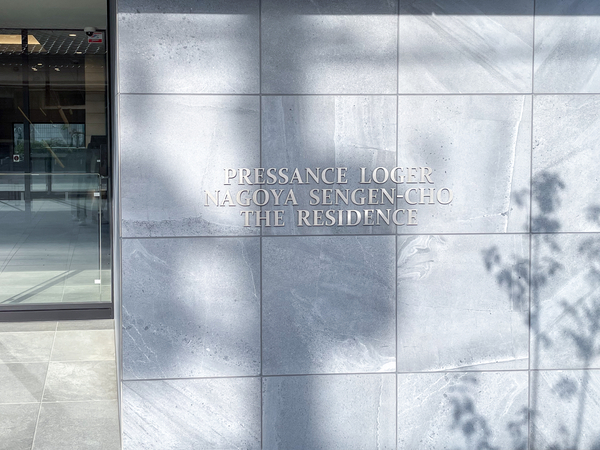 PRESSANCE LOGER
NAGOYA SENGEN-CHO
THE RESIDENCE